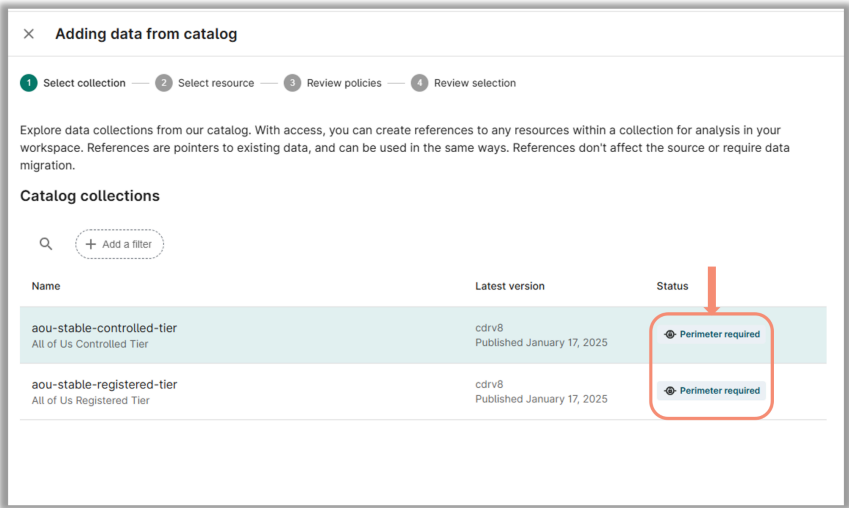 Adding data from catalog
1 Select collection 2 Select resource 3 Review policies 4 Review selection
Explore data collections from our catalog. With access, you can create references to any resources within a collection for analysis in your
workspace. References are pointers to existing data, and can be used in the same ways. References don't affect the source or require data
migration.
Catalog collections
+ Add a filter
Name Latest version Status
aou-stable-controlled-tier cdrv8 Perimeter required
All of Us Controlled Tier Published January 17, 2025
aou-stable-registered-tier cdrv8 Perimeter required
All of Us Registered Tier Published January 17, 2025